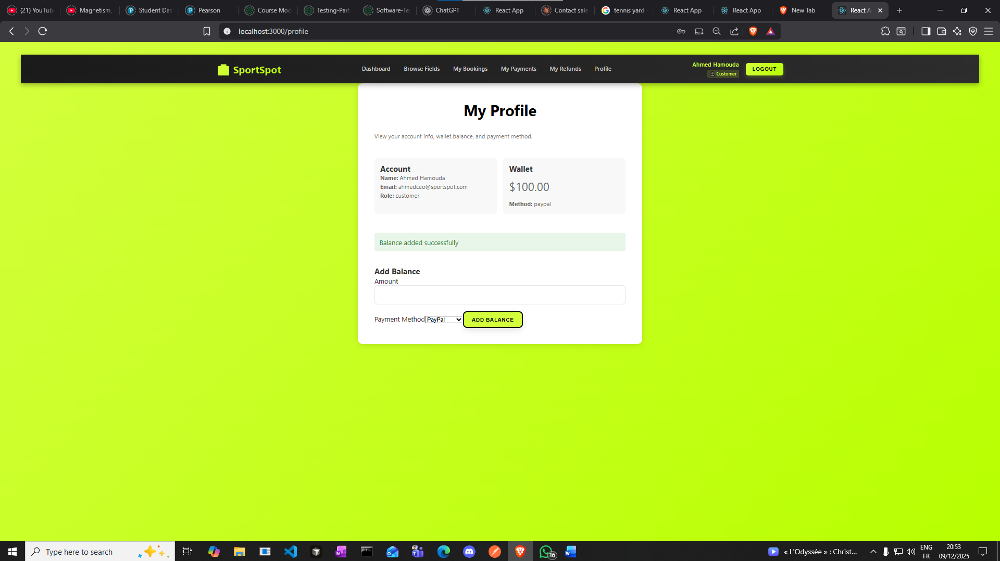 (21) YouTub
Magnetism,
Student Das
Pearson
Course Mod
Testing-Part
Software-Te
ChatGPT
React App
Contact sale
tennis yard
React App
React App
New Tab
React A
localhost:3000/profile
SportSpot
Dashboard
Browse Fields
My Bookings
My Payments
My Refunds
Profile
Ahmed Hamouda
Customer
LOGOUT
My Profile
View your account info, wallet balance, and payment method.
Account
Name: Ahmed Hamouda
Email: ahmedceo@sportspot.com
Role: customer
Wallet
$100.00
Method: paypal
Balance added successfully
Add Balance
Amount
Payment Method PayPal ADD BALANCE
Type here to search
16
« L'Odyssée » : Christ...
ENG
FR
20:53
09/12/2025